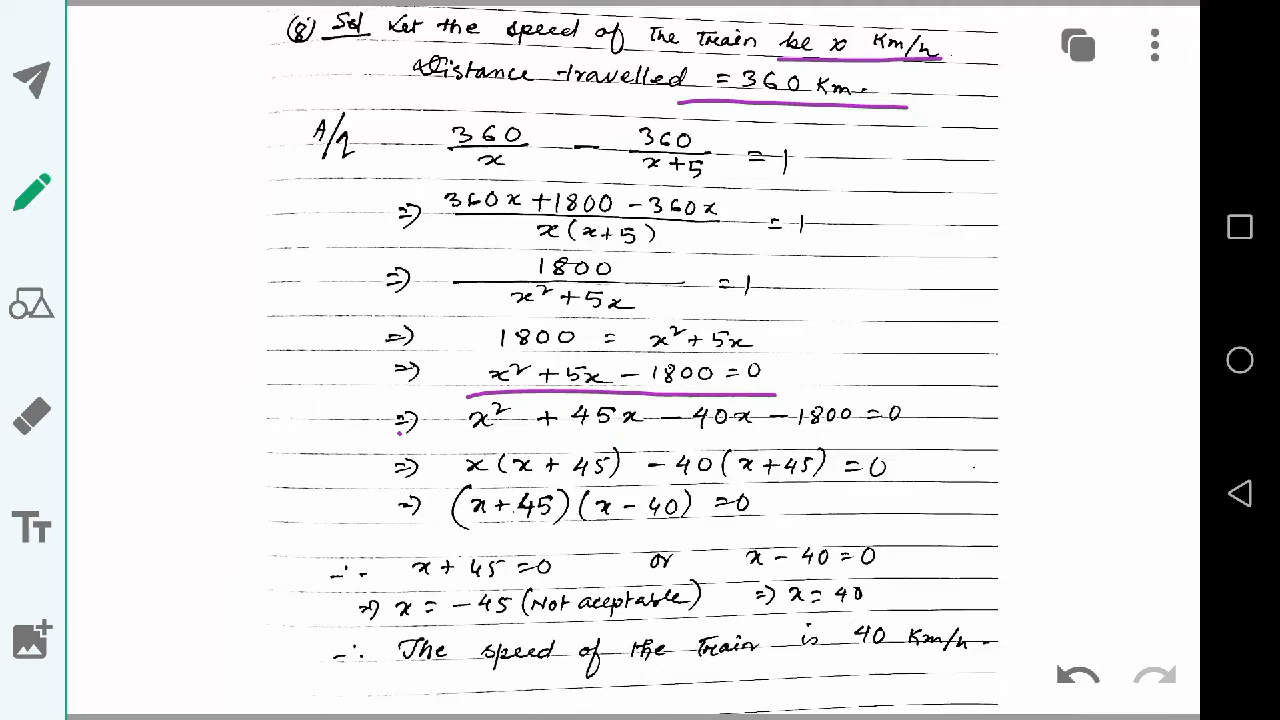 (8) Sol Let the speed of the Train be x Km/h.
Distance travelled = 360 Km.
A/q 360/x - 360/(x+5) = 1
=> (360x + 1800 - 360x)/(x(x+5)) = 1
=> 1800/(x² + 5x) = 1
=> 1800 = x² + 5x
=> x² + 5x - 1800 = 0
=> x² + 45x - 40x - 1800 = 0
=> x(x + 45) - 40(x + 45) = 0
=> (x + 45)(x - 40) = 0
∴ x + 45 = 0 or x - 40 = 0
=> x = -45 (Not acceptable) => x = 40
∴ The speed of the Train is 40 Km/h.
TT